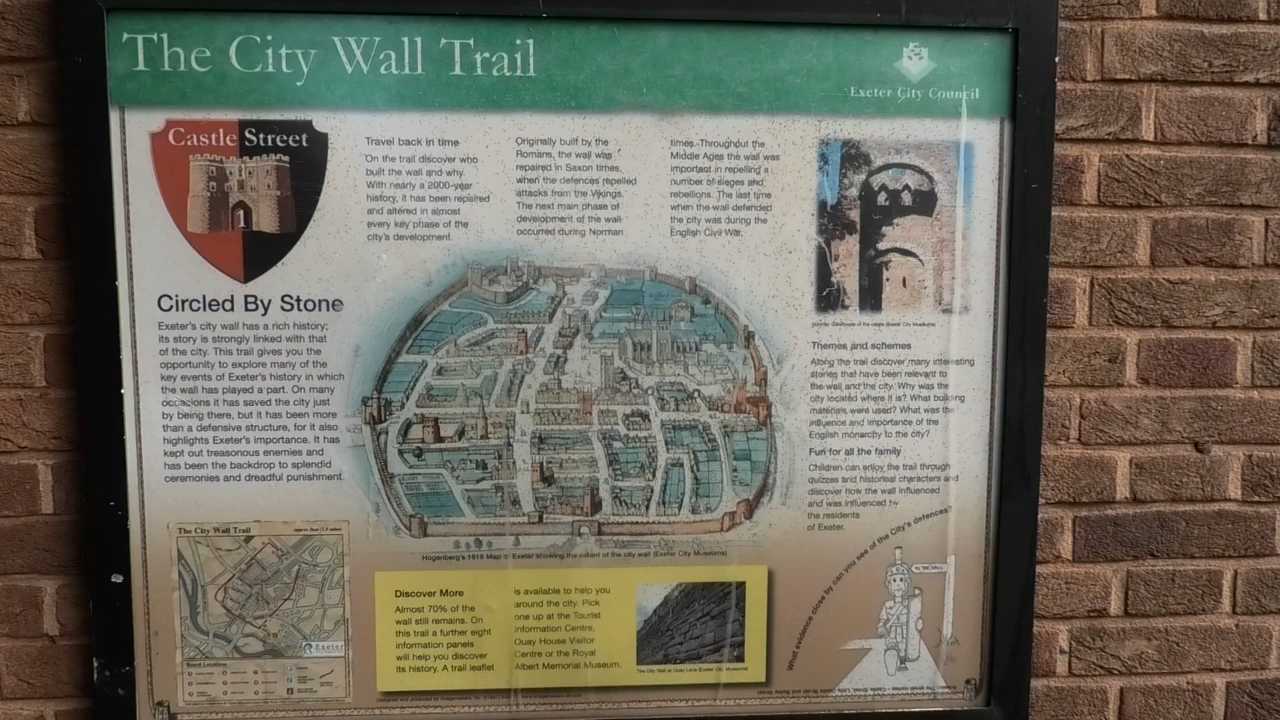 The City Wall Trail
Exeter City Council
Castle Street
1
Circled By Stone
Exeter's city wall has a rich history;
its story is strongly linked with that
of the city. This trail gives you the
opportunity to explore many of the
key events of Exeter's history in which
the wall has played a part. On many
occasions it has saved the city just
by being there, but it has been more
than a defensive structure, for it also
highlights Exeter's importance. It has
kept out treasonous enemies and
has been the backdrop to splendid
ceremonies and dreadful punishment.
Travel back in time
On the trail discover who
built the wall and why.
With nearly a 2000-year
history, it has been repaired
and altered in almost
every key phase of the
city's development.
Originally built by the
Romans, the wall was
repaired in Saxon times,
when the defences repelled
attacks from the Vikings.
The next main phase of
development of the wall
occurred during Norman
times. Throughout the
Middle Ages the wall was
important in repelling a
number of sieges and
rebellions. The last time
when the wall defended
the city was during the
English Civil War.
Gatehouse of the castle (Exeter City Museums)
Themes and schemes
Along the trail discover many interesting
stories that have been relevant to
the wall and the city. Why was the
city located where it is? What building
materials were used? What was the
influence and importance of the
English monarchy to the city?
Fun for all the family
Children can enjoy the trail through
quizzes and historical characters and
discover how the wall influenced
and was influenced by
the residents
of Exeter.
Hogenberg's 1618 Map of Exeter showing the extent of the city wall (Exeter City Museums)
The City Wall Trail
Exeter
Board Locations
Discover More
Almost 70% of the
wall still remains. On
this trail a further eight
information panels
will help you discover
its history. A trail leaflet
is available to help you
around the city. Pick
one up at the Tourist
Information Centre,
Quay House Visitor
Centre or the Royal
Albert Memorial Museum.
The City Wall at Quay Lane (Exeter City Museums)
What evidence close by can you see of the City's defences?
TO THE WALL